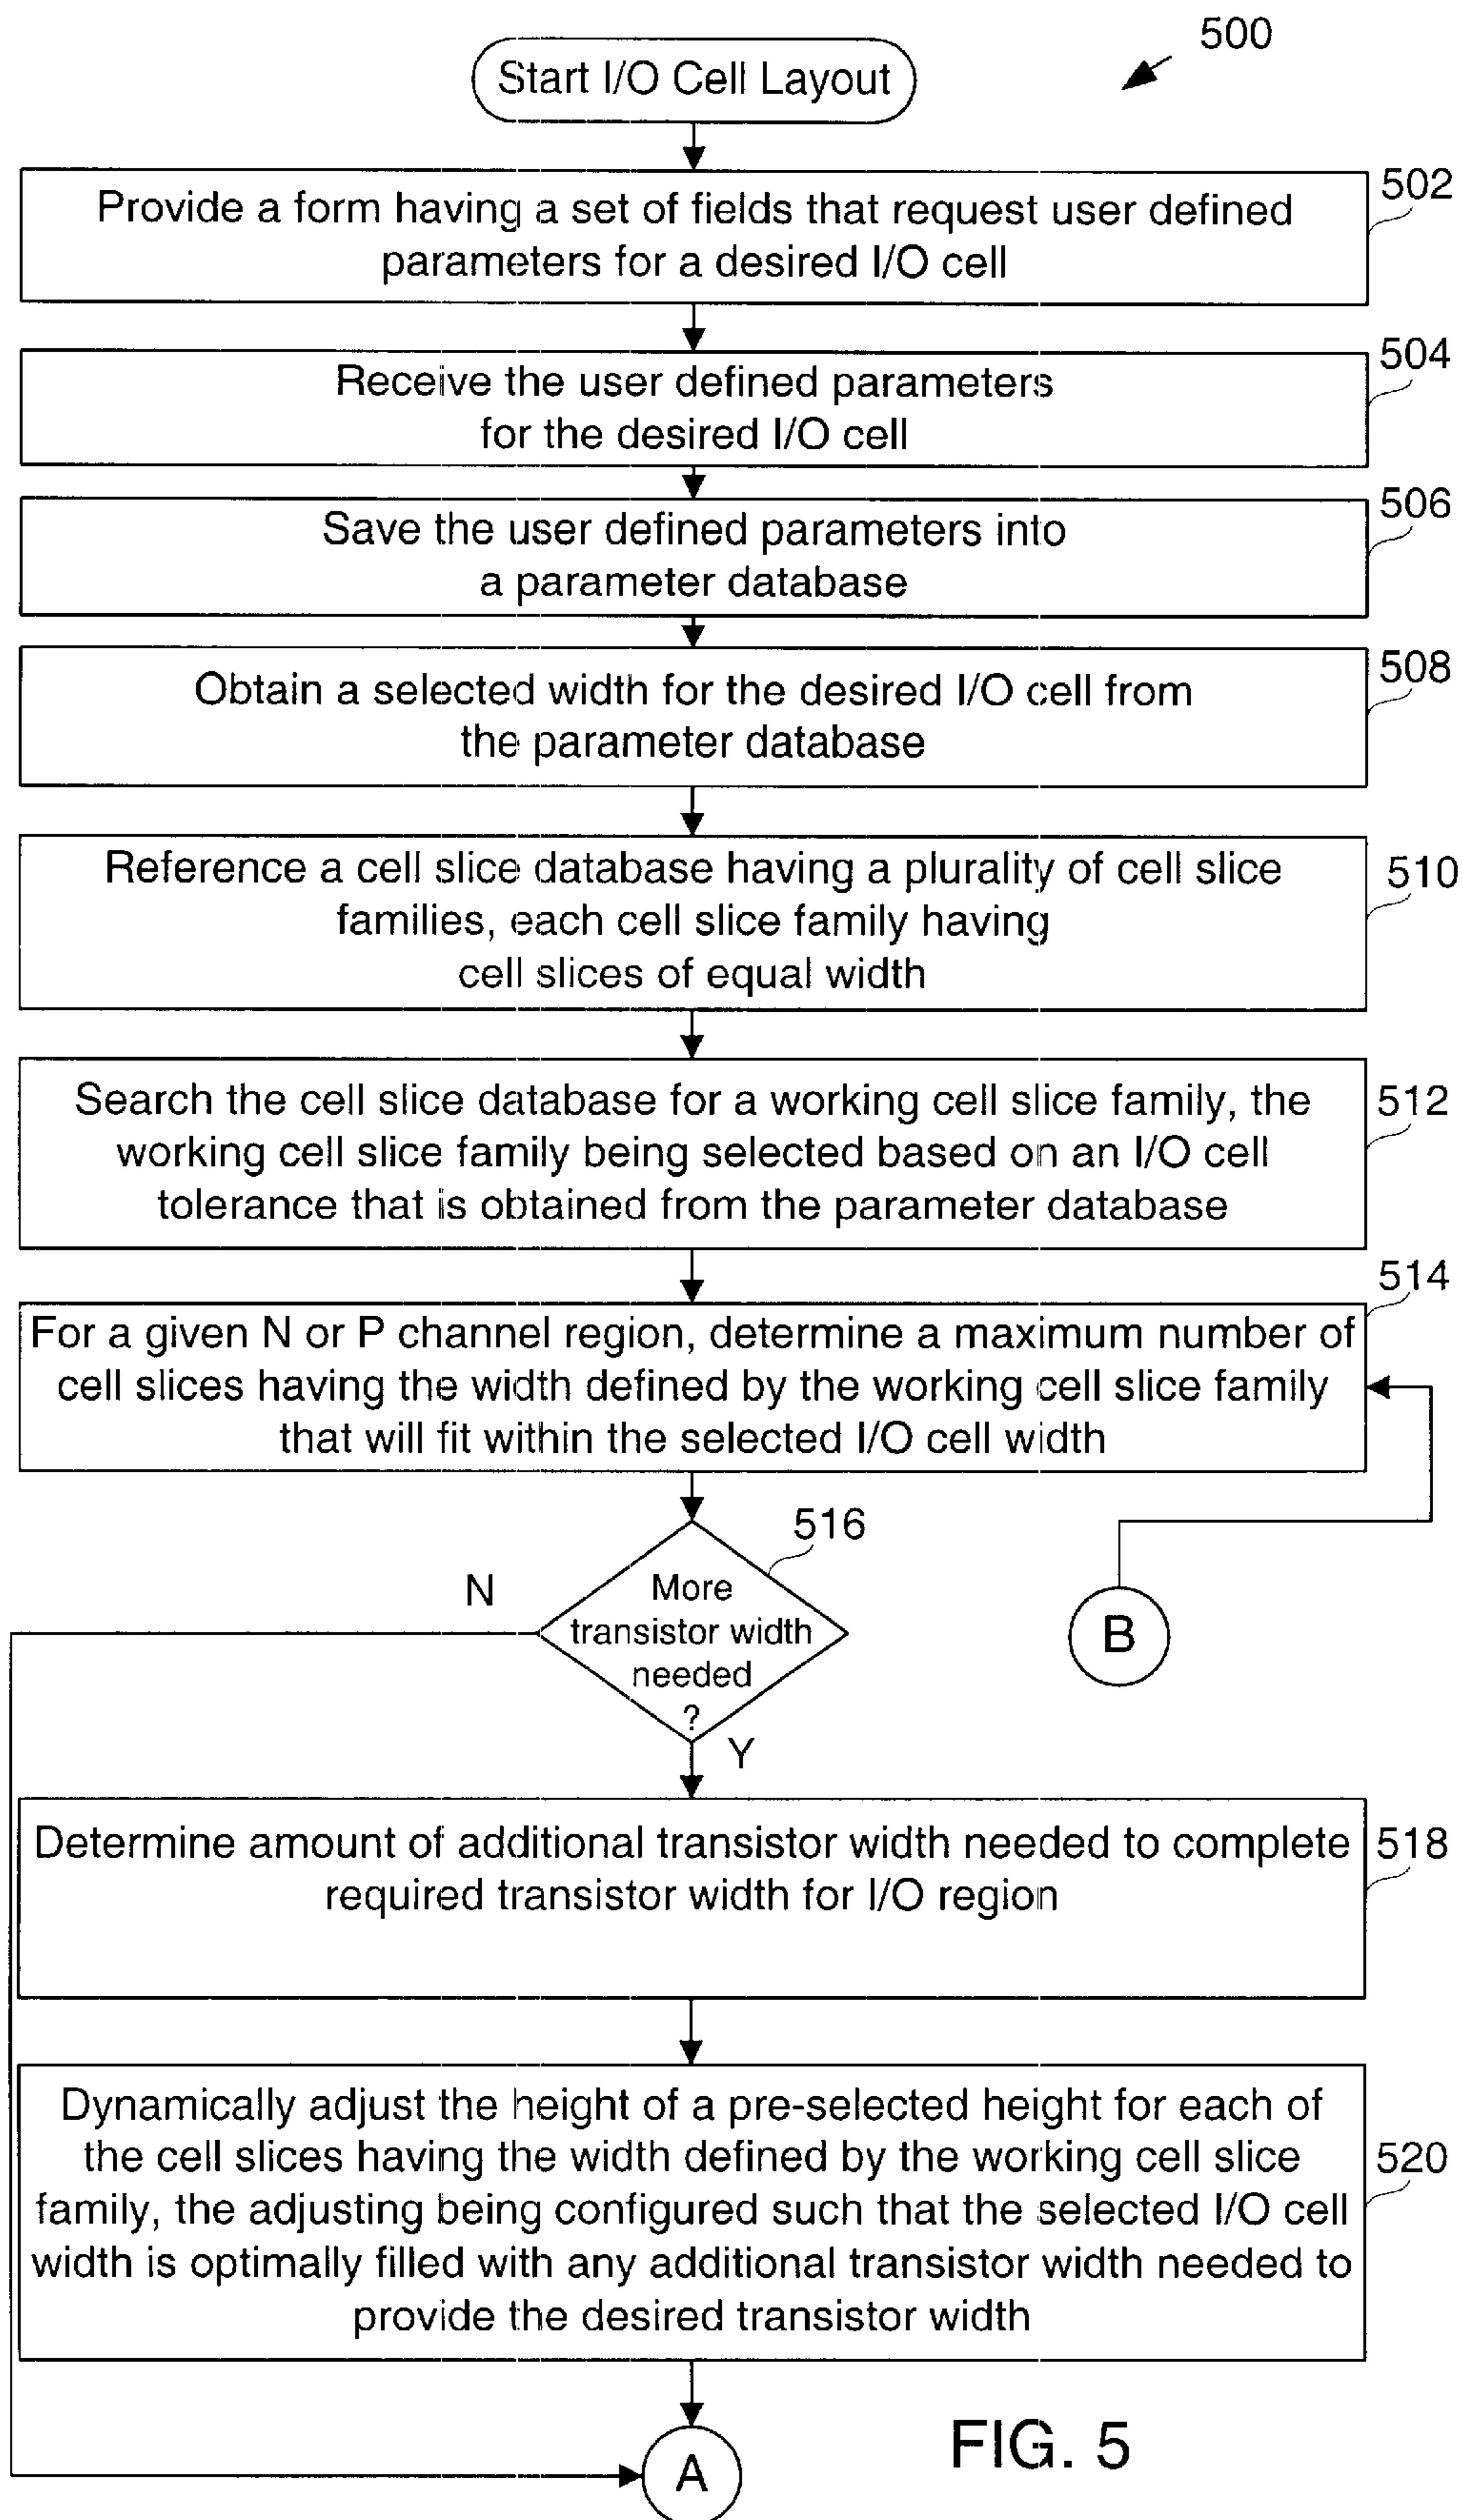 500
Start I/O Cell Layout
502
Provide a form having a set of fields that request user defined
parameters for a desired I/O cell
504
Receive the user defined parameters
for the desired I/O cell
506
Save the user defined parameters into
a parameter database
508
Obtain a selected width for the desired I/O cell from
the parameter database
510
Reference a cell slice database having a plurality of cell slice
families, each cell slice family having
cell slices of equal width
512
Search the cell slice database for a working cell slice family, the
working cell slice family being selected based on an I/O cell
tolerance that is obtained from the parameter database
514
For a given N or P channel region, determine a maximum number of
cell slices having the width defined by the working cell slice family
that will fit within the selected I/O cell width
516
More
transistor width
needed
?
N
B
Y
Determine amount of additional transistor width needed to complete
required transistor width for I/O region
518
Dynamically adjust the height of a pre-selected height for each of
the cell slices having the width defined by the working cell slice
family, the adjusting being configured such that the selected I/O cell
width is optimally filled with any additional transistor width needed to
provide the desired transistor width
520
A
FIG. 5